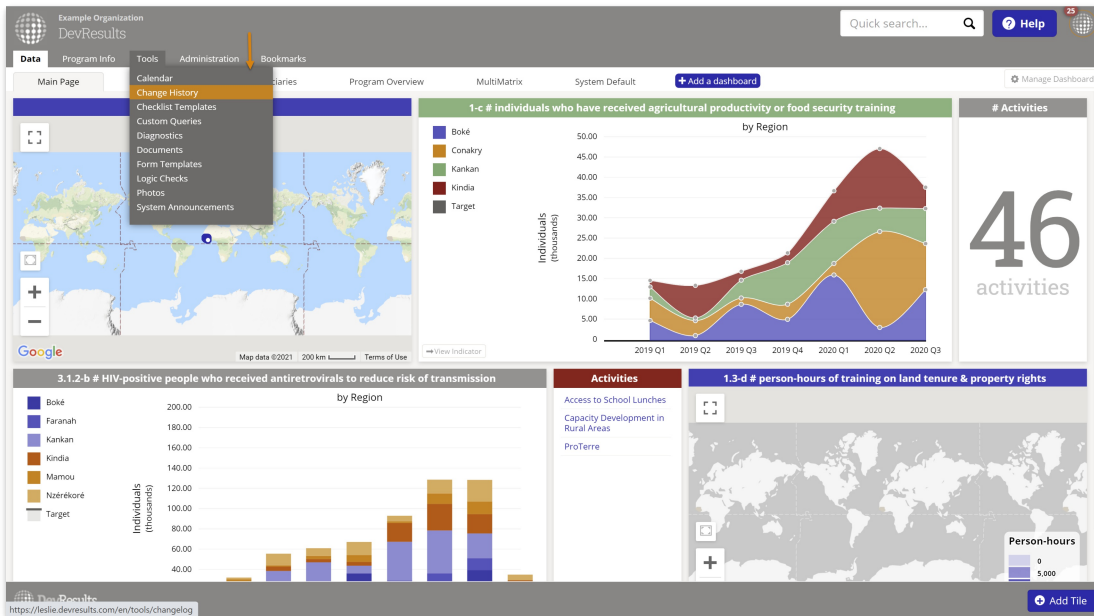 Example Organization
DevResults
Quick search...
Help
25
Data Program Info Tools Administration Bookmarks
Main Page
ciaries
Program Overview
MultiMatrix
System Default
Add a dashboard
Manage Dashboard
Calendar
Change History
Checklist Templates
Custom Queries
Diagnostics
Documents
Form Templates
Logic Checks
Photos
System Announcements
Google
Map data ©2021 200 km Terms of Use
1-c # individuals who have received agricultural productivity or food security training
by Region
Boké
Conakry
Kankan
Kindia
Target
Individuals
(thousands)
50.00
45.00
40.00
35.00
30.00
25.00
20.00
15.00
10.00
5.00
0
2019 Q1 2019 Q2 2019 Q3 2019 Q4 2020 Q1 2020 Q2 2020 Q3
View Indicator
# Activities
46
activities
3.1.2-b # HIV-positive people who received antiretrovirals to reduce risk of transmission
by Region
Boké
Faranah
Kankan
Kindia
Mamou
Nzérékoré
Target
Individuals
(thousands)
200.00
180.00
160.00
140.00
120.00
100.00
80.00
60.00
40.00
Activities
Access to School Lunches
Capacity Development in
Rural Areas
ProTerre
1.3-d # person-hours of training on land tenure & property rights
Person-hours
0
5,000
DevResults
https://leslie.devresults.com/en/tools/changelog
Add Tile